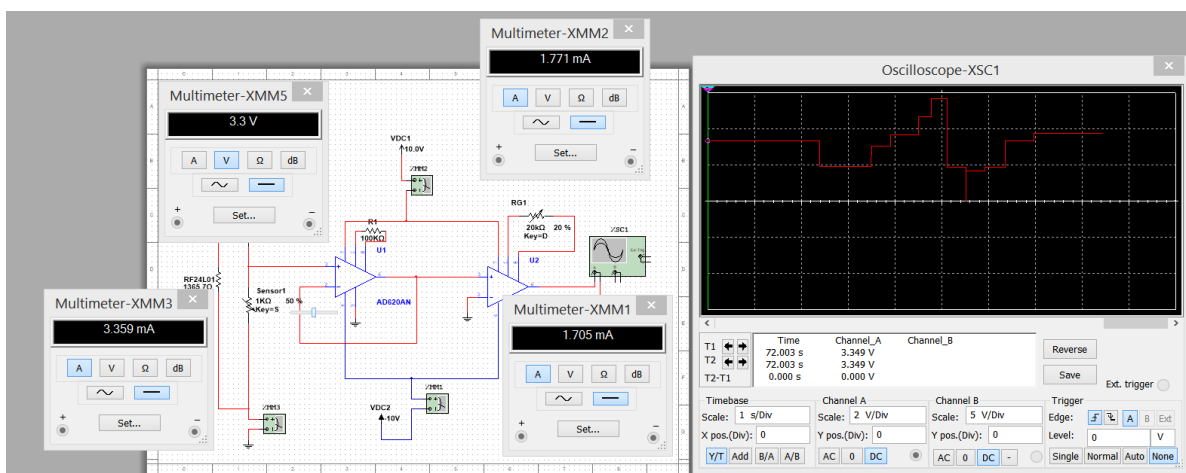 Multimeter-XMM2
1.771 mA
A V Ω dB
Set...
+ −
Multimeter-XMM5
3.3 V
A V Ω dB
Set...
+ −
Multimeter-XMM3
3.359 mA
A V Ω dB
Set...
+ −
Multimeter-XMM1
1.705 mA
A V Ω dB
Set...
+ −
VDC1
10.0V
XMM2
R1
100KΩ
U1
AD620AN
RG1
20kΩ 20 %
Key=D
U2
XSC1
RF24L01
1365.7Ω
Sensor1
1KΩ 50 %
Key=S
XMM3
XMM1
VDC2
-10V
Oscilloscope-XSC1
Time Channel_A Channel_B
T1 72.003 s 3.349 V
T2 72.003 s 3.349 V
T2-T1 0.000 s 0.000 V
Reverse
Save
Ext. trigger
Timebase
Scale: 1 s/Div
X pos.(Div): 0
Y/T Add B/A A/B
Channel A
Scale: 2 V/Div
Y pos.(Div): 0
AC 0 DC
Channel B
Scale: 5 V/Div
Y pos.(Div): 0
AC 0 DC -
Trigger
Edge: A B Ext
Level: 0 V
Single Normal Auto None